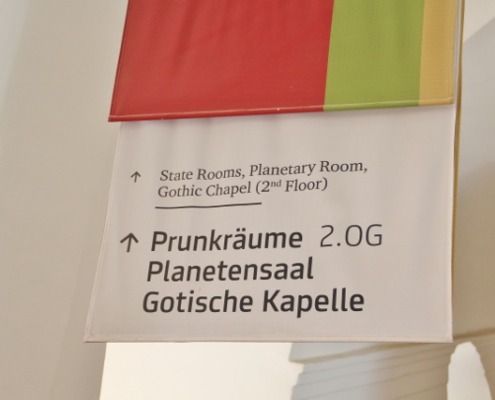 ↑ State Rooms, Planetary Room,
Gothic Chapel (2nd Floor)
↑ Prunkräume 2.OG
Planetensaal
Gotische Kapelle